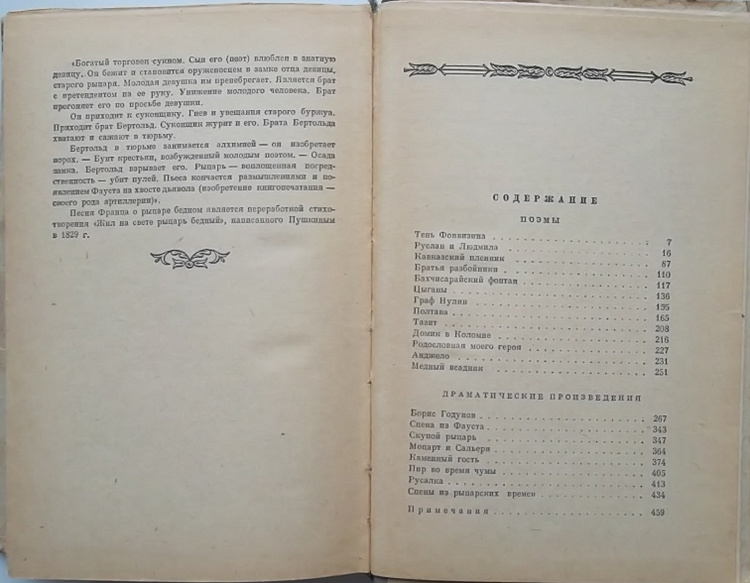 «Богатый торговец сукном. Сын его (поэт) влюблен в знатную
девицу. Он бежит и становится оруженосцем в замке отца девицы,
старого рыцаря. Молодая девушка им пренебрегает. Является брат
с претендентом на ее руку. Унижение молодого человека. Брат
прогоняет его по просьбе девушки.
Он приходит к суконщику. Гнев и увещания старого буржуа.
Приходит брат Бертольд. Суконщик журит и его. Брата Бертольда
хватают и сажают в тюрьму.
Бертольд в тюрьме занимается алхимией — он изобретает
порох. — Бунт крестьян, возбужденный молодым поэтом. — Осада
замка. Бертольд взрывает его. Рыцарь — воплощенная посред-
ственность — убит пулей. Пьеса кончается размышлениями и по-
явлением Фауста на хвосте дьявола (изобретение книгопечатания —
своего рода артиллерии)».
Песня Франца о рыцаре бедном является переработкой стихо-
творения «Жил на свете рыцарь бедный», написанного Пушкиным
в 1829 г.
СОДЕРЖАНИЕ
ПОЭМЫ
Тень Фонвизина . . . 7
Руслан и Людмила . . . 16
Кавказский пленник . . . 87
Братья разбойники . . . 110
Бахчисарайский фонтан . . . 117
Цыганы . . . 136
Граф Нулин . . . 155
Полтава . . . 165
Тазит . . . 208
Домик в Коломне . . . 216
Родословная моего героя . . . 227
Анджело . . . 231
Медный всадник . . . 251
ДРАМАТИЧЕСКИЕ ПРОИЗВЕДЕНИЯ
Борис Годунов . . . 267
Сцена из Фауста . . . 343
Скупой рыцарь . . . 347
Моцарт и Сальери . . . 364
Каменный гость . . . 374
Пир во время чумы . . . 405
Русалка . . . 413
Сцены из рыцарских времен . . . 434
Примечания . . . 459